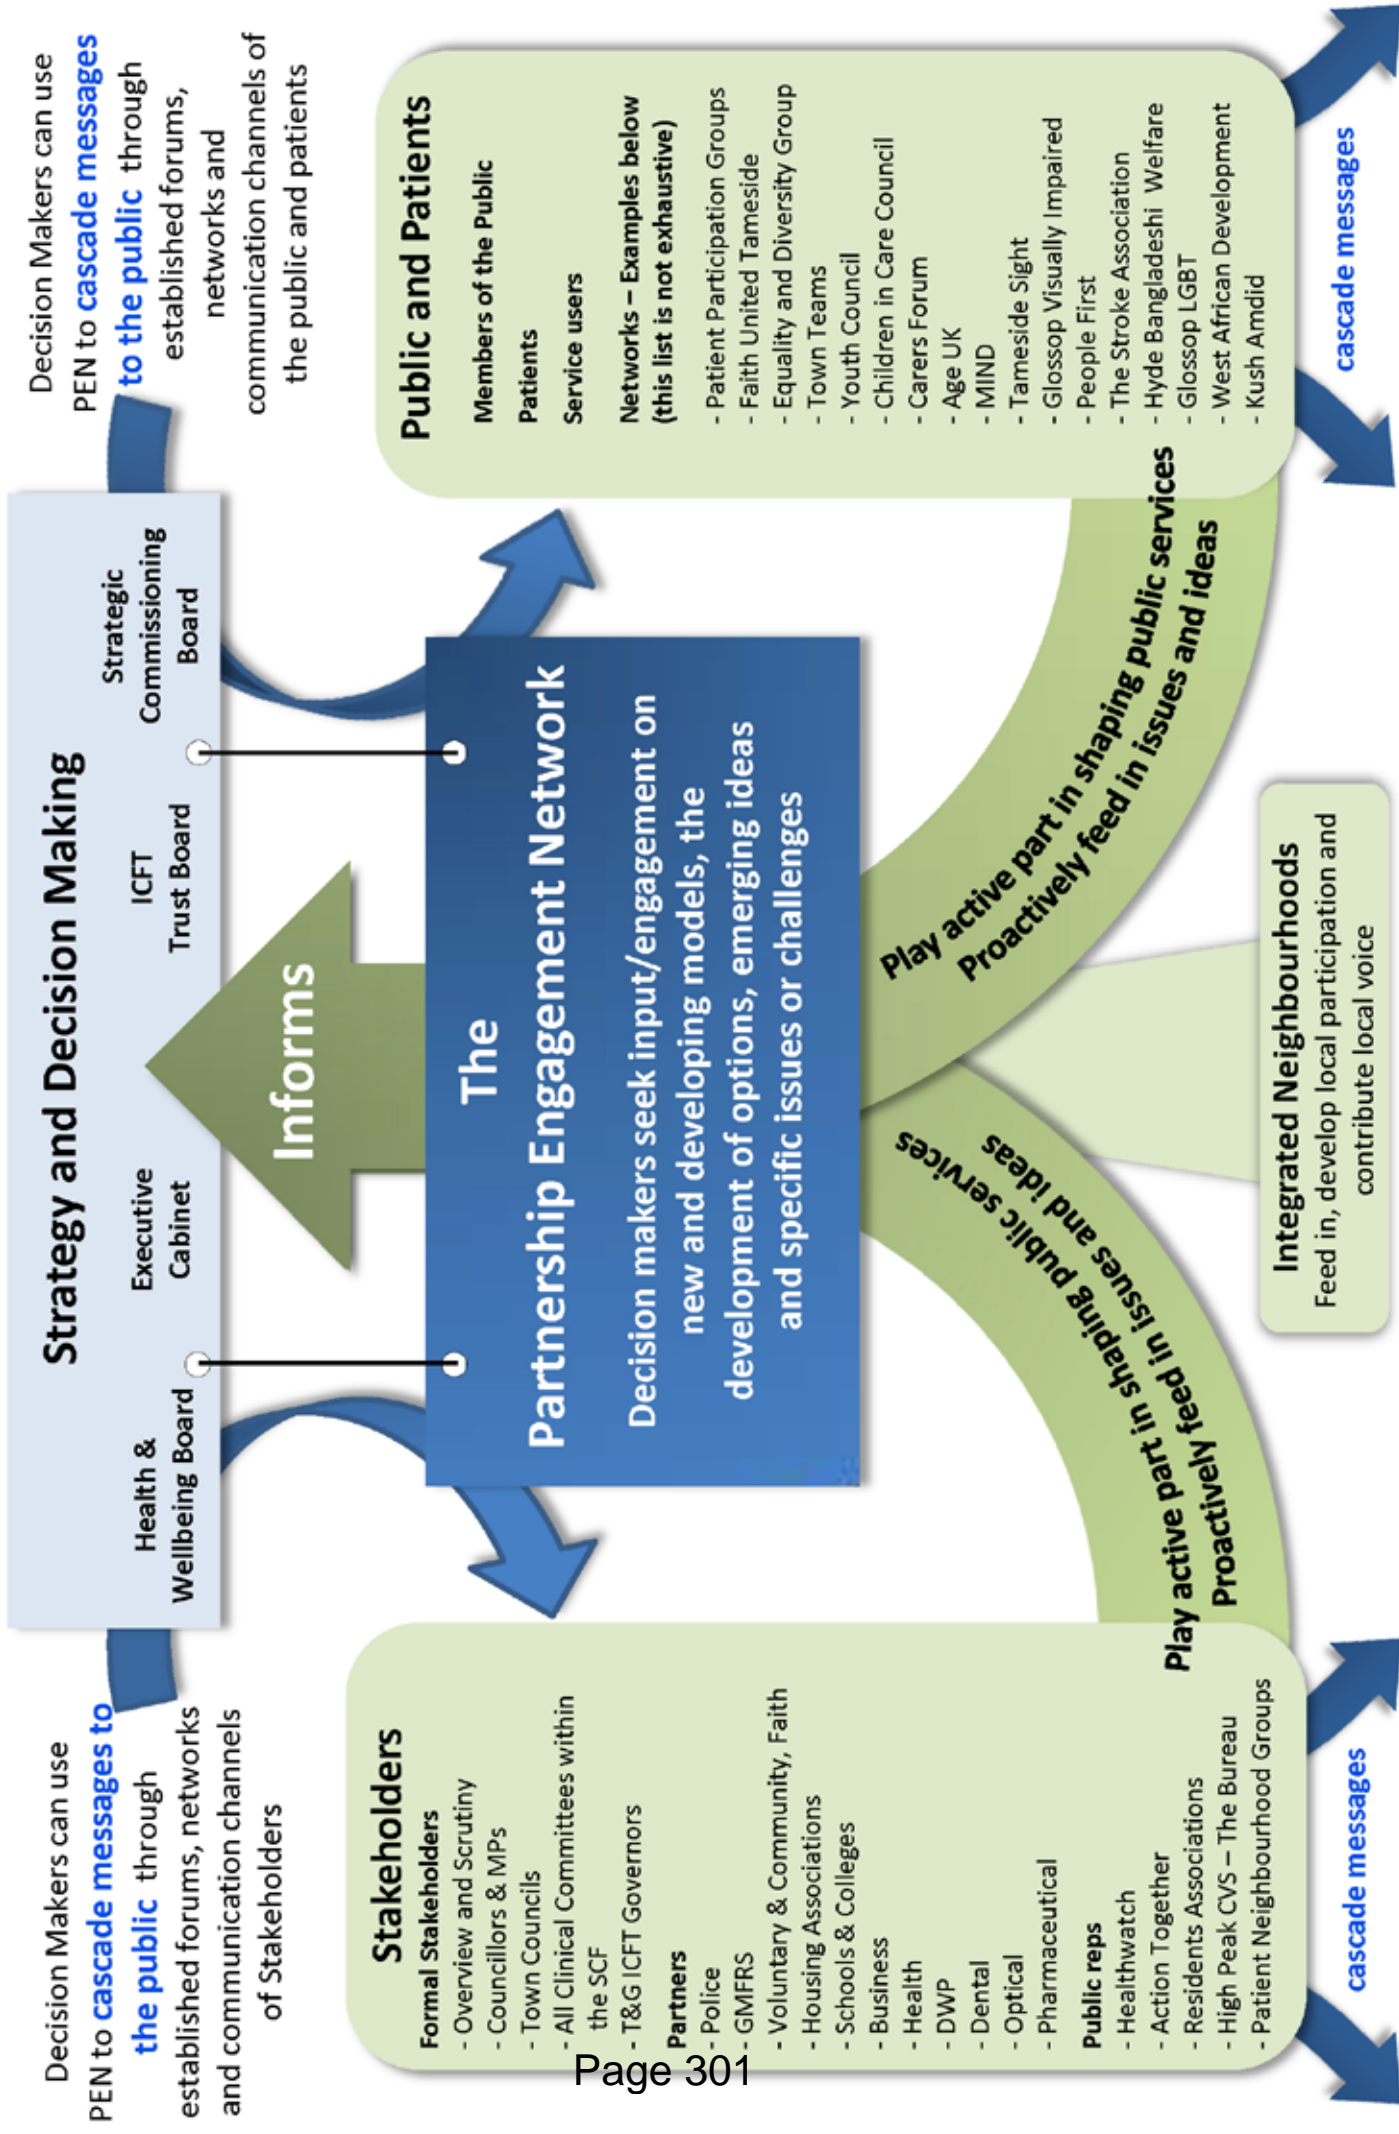 Strategy and Decision Making
Health &
Wellbeing Board
Executive
Cabinet
ICFT
Trust Board
Strategic
Commissioning
Board
Decision Makers can use
PEN to cascade messages to
the public through
established forums, networks
and communication channels
of Stakeholders
Decision Makers can use
PEN to cascade messages
to the public through
established forums,
networks and
communication channels of
the public and patients
Informs
The
Partnership Engagement Network
Decision makers seek input/engagement on
new and developing models, the
development of options, emerging ideas
and specific issues or challenges
Stakeholders
Formal Stakeholders
- Overview and Scrutiny
- Councillors & MPs
- Town Councils
- All Clinical Committees within
the SCF
- T&G ICFT Governors
Partners
- Police
- GMFRS
- Voluntary & Community, Faith
- Housing Associations
- Schools & Colleges
- Business
- Health
- DWP
- Dental
- Optical
- Pharmaceutical
Public reps
- Healthwatch
- Action Together
- Residents Associations
- High Peak CVS – The Bureau
- Patient Neighbourhood Groups
Public and Patients
Members of the Public
Patients
Service users
Networks – Examples below
(this list is not exhaustive)
- Patient Participation Groups
- Faith United Tameside
- Equality and Diversity Group
- Town Teams
- Youth Council
- Children in Care Council
- Carers Forum
- Age UK
- MIND
- Tameside Sight
- Glossop Visually Impaired
- People First
- The Stroke Association
- Hyde Bangladeshi Welfare
- Glossop LGBT
- West African Development
- Kush Amdid
Play active part in shaping public services
Proactively feed in issues and ideas
Play active part in shaping public services
Proactively feed in issues and ideas
Integrated Neighbourhoods
Feed in, develop local participation and
contribute local voice
cascade messages
cascade messages
Page 301